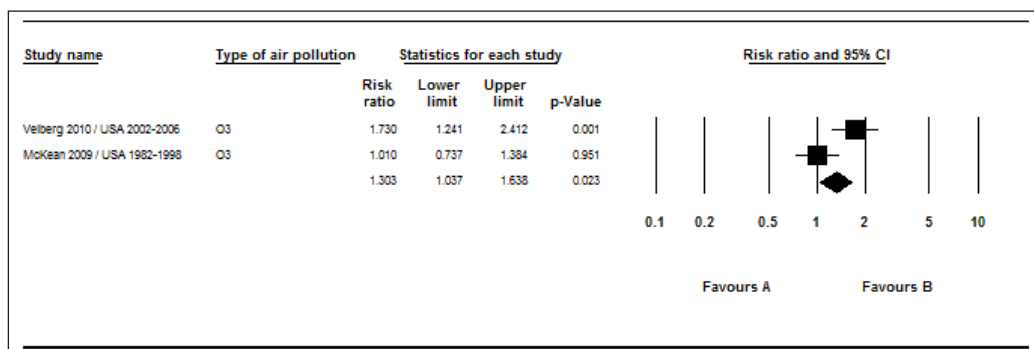 Study name Type of air pollution Statistics for each study Risk ratio and 95% CI
Risk ratio Lower limit Upper limit p-Value
Velberg 2010 / USA 2002-2006 O3 1.730 1.241 2.412 0.001
McKean 2009 / USA 1982-1998 O3 1.010 0.737 1.384 0.951
1.303 1.037 1.638 0.023
0.1 0.2 0.5 1 2 5 10
Favours A Favours B